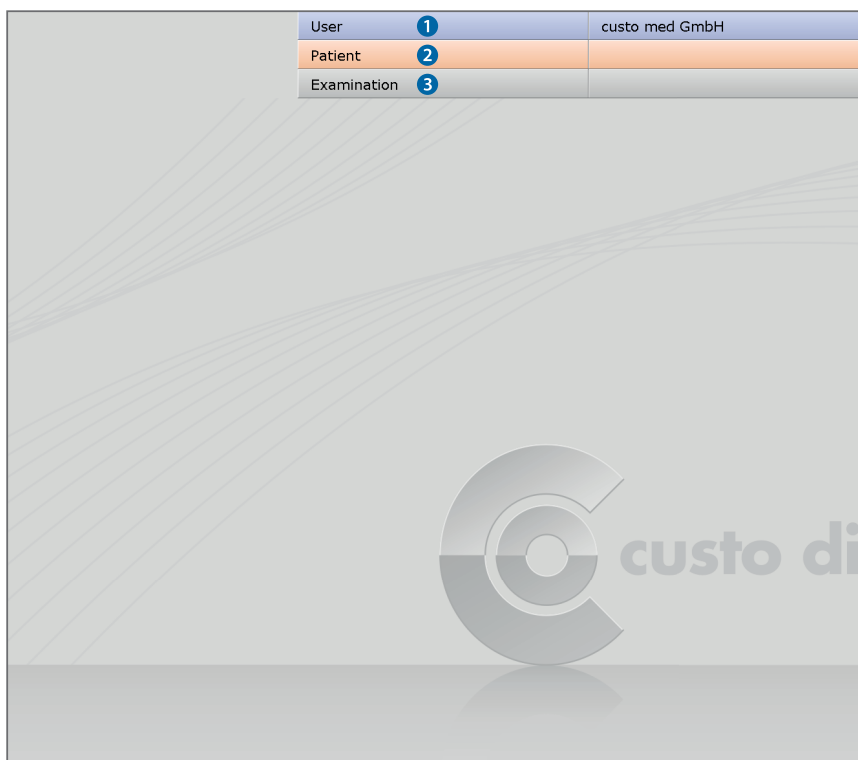 User 1 custo med GmbH
Patient 2
Examination 3
custo di